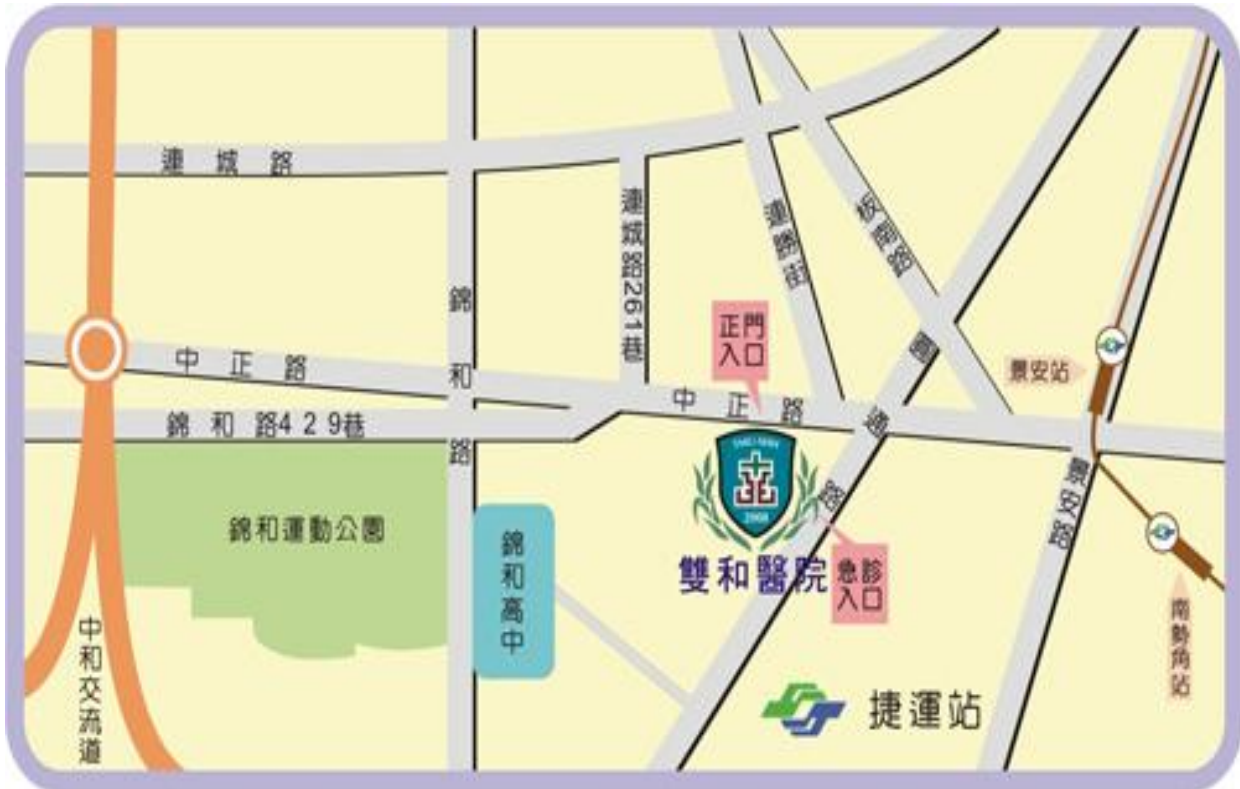 連城路
連城路261巷
連勝街
板南路
錦和路
正門
入口
圓通路
景安站
中正路
中正路
錦和路429巷
景安路
2008
錦和運動公園
錦和高中
雙和醫院
急診
入口
南勢角站
中和交流道
捷運站